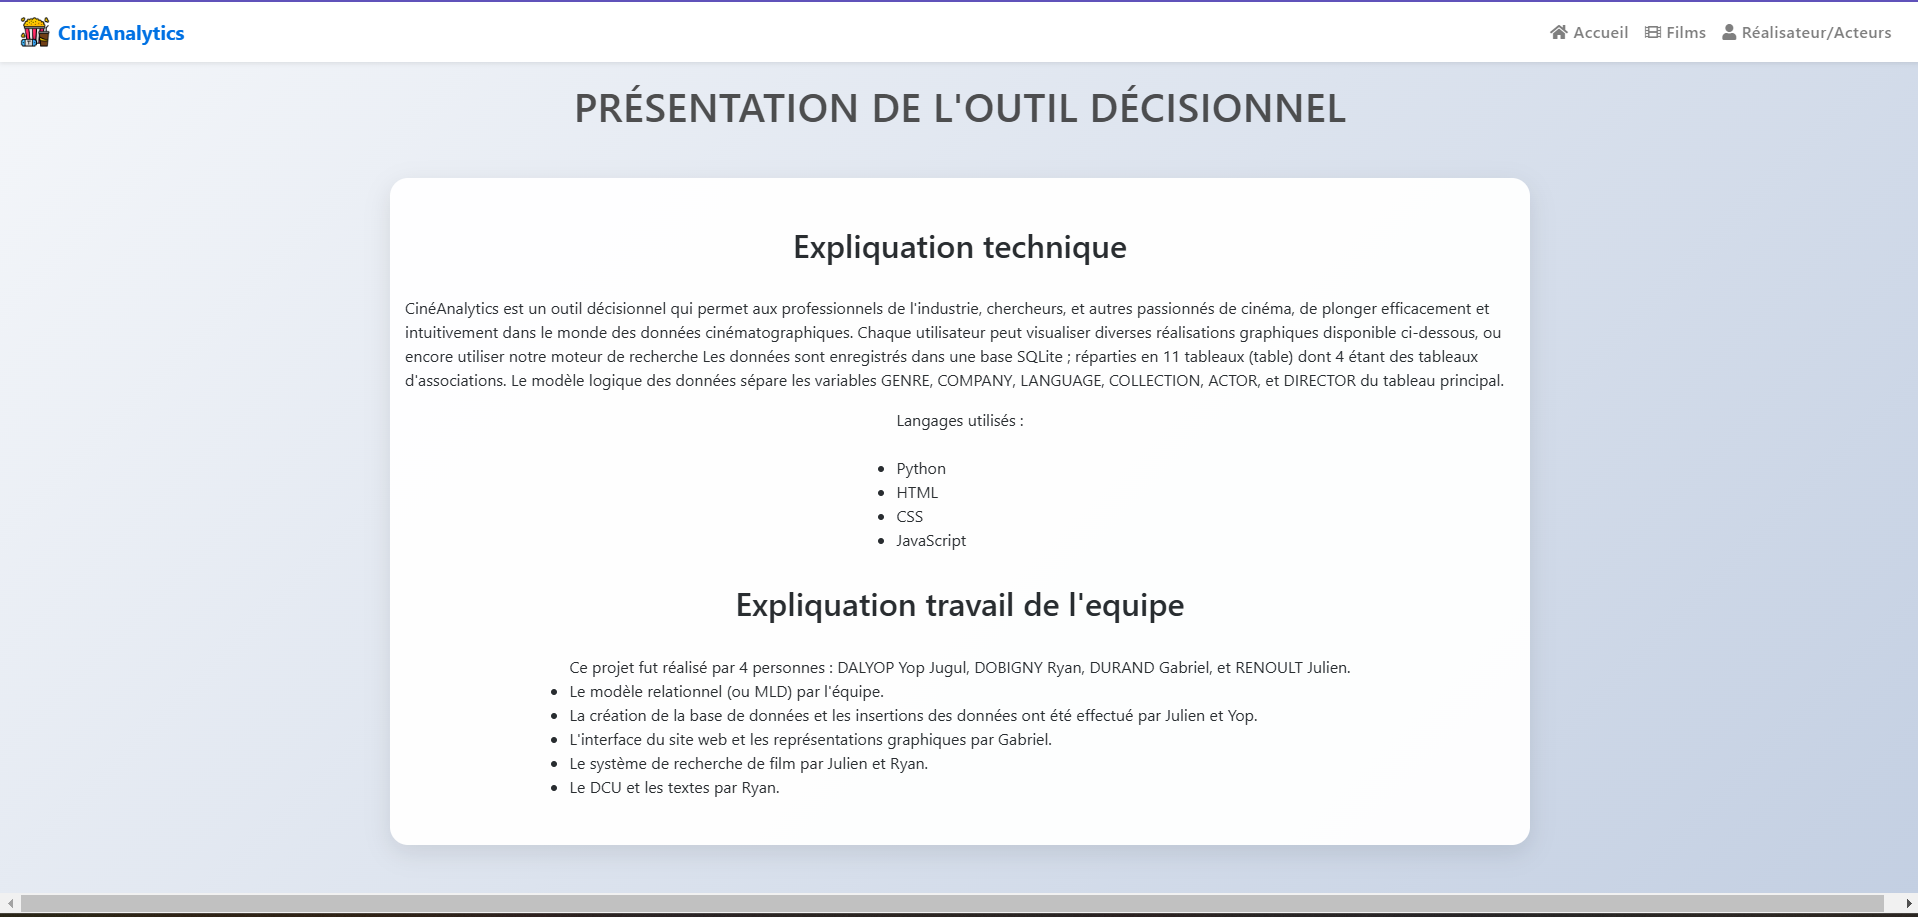 CinéAnalytics
Accueil
Films
Réalisateur/Acteurs
PRÉSENTATION DE L'OUTIL DÉCISIONNEL
Expliquation technique
CinéAnalytics est un outil décisionnel qui permet aux professionnels de l'industrie, chercheurs, et autres passionnés de cinéma, de plonger efficacement et
intuitivement dans le monde des données cinématographiques. Chaque utilisateur peut visualiser diverses réalisations graphiques disponible ci-dessous, ou
encore utiliser notre moteur de recherche Les données sont enregistrés dans une base SQLite ; réparties en 11 tableaux (table) dont 4 étant des tableaux
d'associations. Le modèle logique des données sépare les variables GENRE, COMPANY, LANGUAGE, COLLECTION, ACTOR, et DIRECTOR du tableau principal.
Langages utilisés :
• Python
• HTML
• CSS
• JavaScript
Expliquation travail de l'equipe
Ce projet fut réalisé par 4 personnes : DALYOP Yop Jugul, DOBIGNY Ryan, DURAND Gabriel, et RENOULT Julien.
• Le modèle relationnel (ou MLD) par l'équipe.
• La création de la base de données et les insertions des données ont été effectué par Julien et Yop.
• L'interface du site web et les représentations graphiques par Gabriel.
• Le système de recherche de film par Julien et Ryan.
• Le DCU et les textes par Ryan.